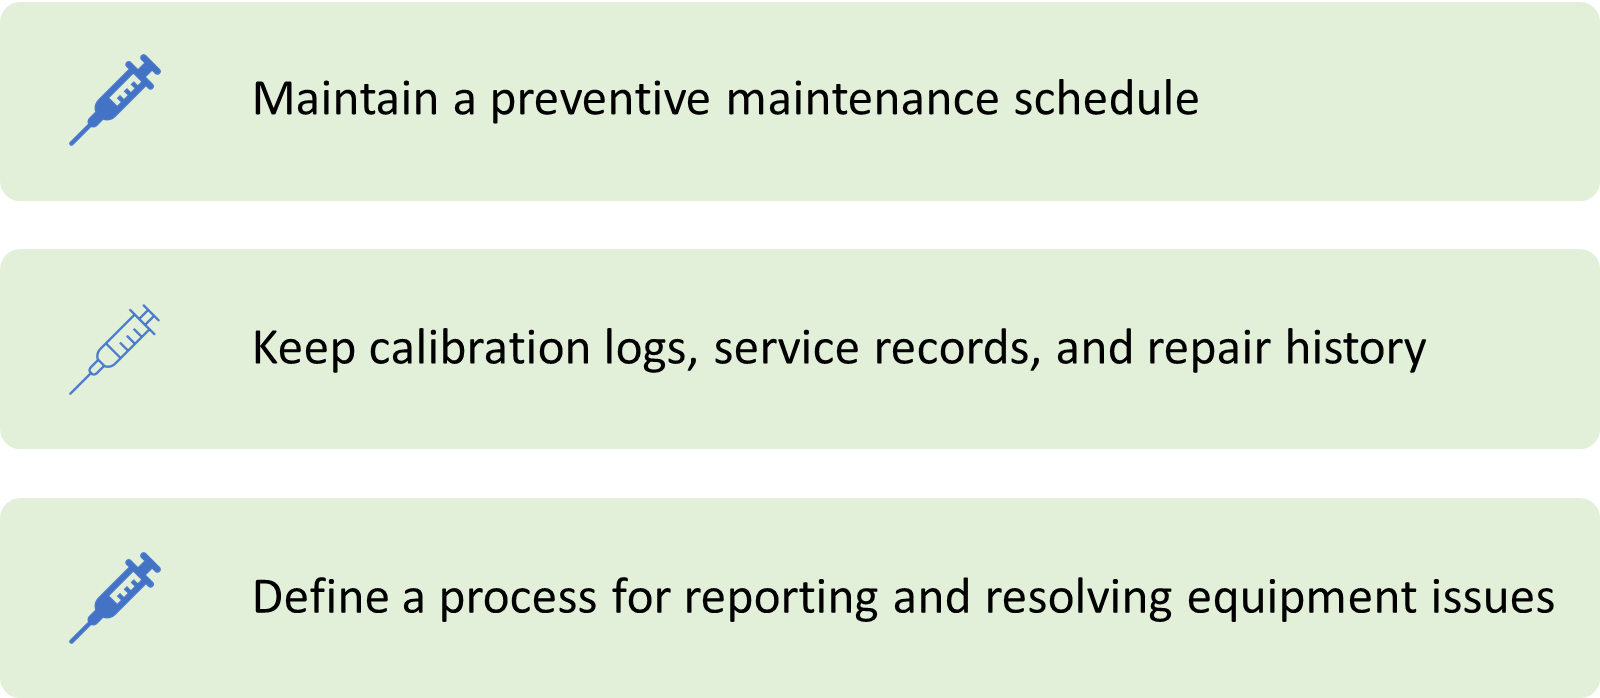 Maintain a preventive maintenance schedule
Keep calibration logs, service records, and repair history
Define a process for reporting and resolving equipment issues